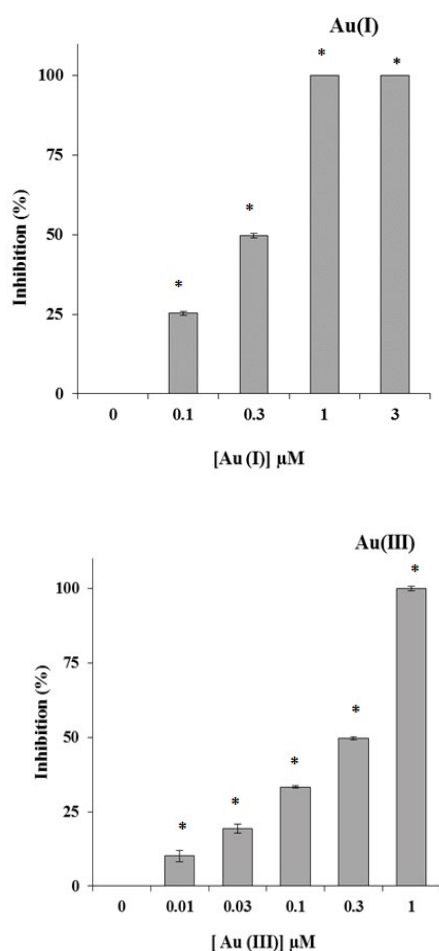 Au(I)
*
*
*
*
100
75
50
25
0
Inhibition (%)
0 0.1 0.3 1 3
[Au (I)] µM
Au(III)
*
*
*
*
*
100
75
50
25
0
Inhibition (%)
0 0.01 0.03 0.1 0.3 1
[ Au (III)] µM